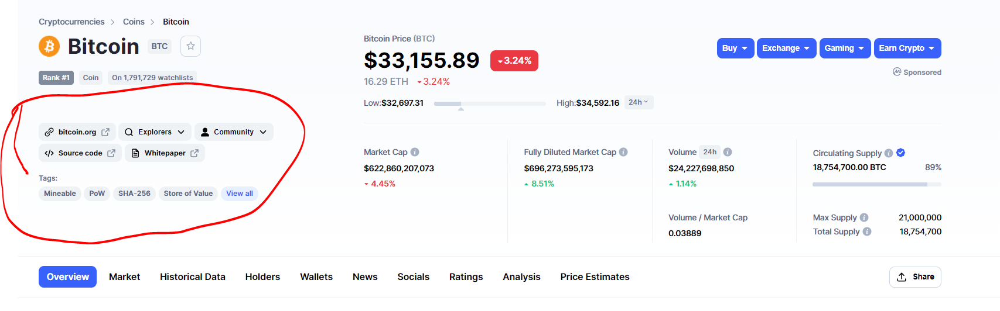 Cryptocurrencies > Coins > Bitcoin
Bitcoin BTC
Rank #1 Coin On 1,791,729 watchlists
bitcoin.org Explorers Community
Source code Whitepaper
Tags:
Mineable PoW SHA-256 Store of Value View all
Bitcoin Price (BTC)
$33,155.89 3.24%
16.29 ETH 3.24%
Low:$32,697.31 High:$34,592.16 24h
Buy Exchange Gaming Earn Crypto
Sponsored
Market Cap
$622,860,207,073
4.45%
Fully Diluted Market Cap
$696,273,595,173
8.51%
Volume 24h
$24,227,698,850
1.14%
Volume / Market Cap
0.03889
Circulating Supply
18,754,700.00 BTC 89%
Max Supply 21,000,000
Total Supply 18,754,700
Overview Market Historical Data Holders Wallets News Socials Ratings Analysis Price Estimates Share